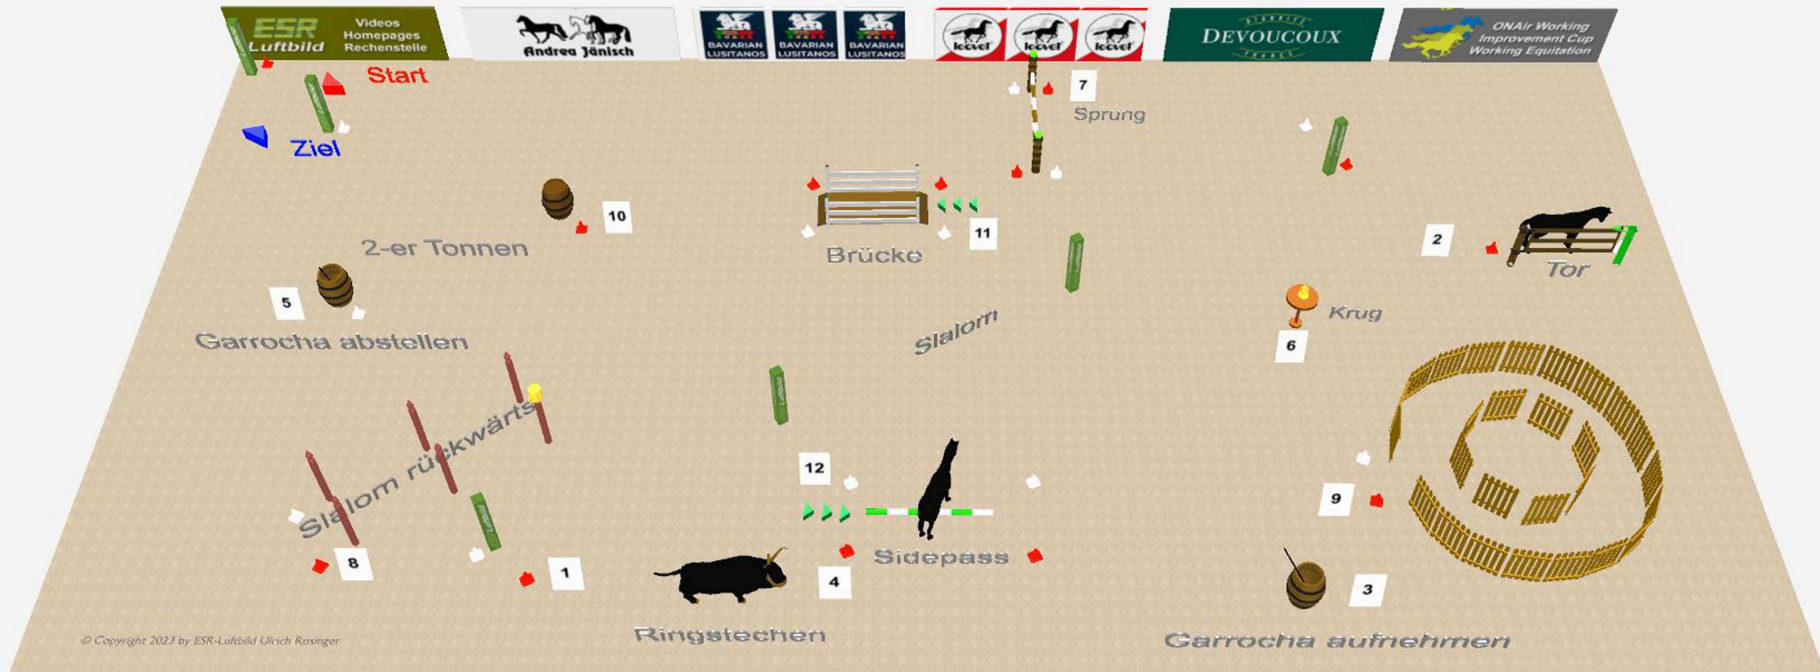 ESR
Luftbild
Videos
Homepages
Rechenstelle
Andrea Jänisch
BAVARIAN
LUSITANOS
BAVARIAN
LUSITANOS
BAVARIAN
LUSITANOS
DEVOUCOUX
ONAir Working
Improvement Cup
Working Equitation
Start
7
Sprung
Ziel
10
2-er Tonnen
11
Brücke
2
Tor
5
Garrocha abstellen
Slalom
Krug
6
Slalom rückwärts
12
9
8
1
Sidepass
4
3
Ringstechen
Garrocha aufnehmen
© Copyright 2023 by ESR-Luftbild Ulrich Rosinger